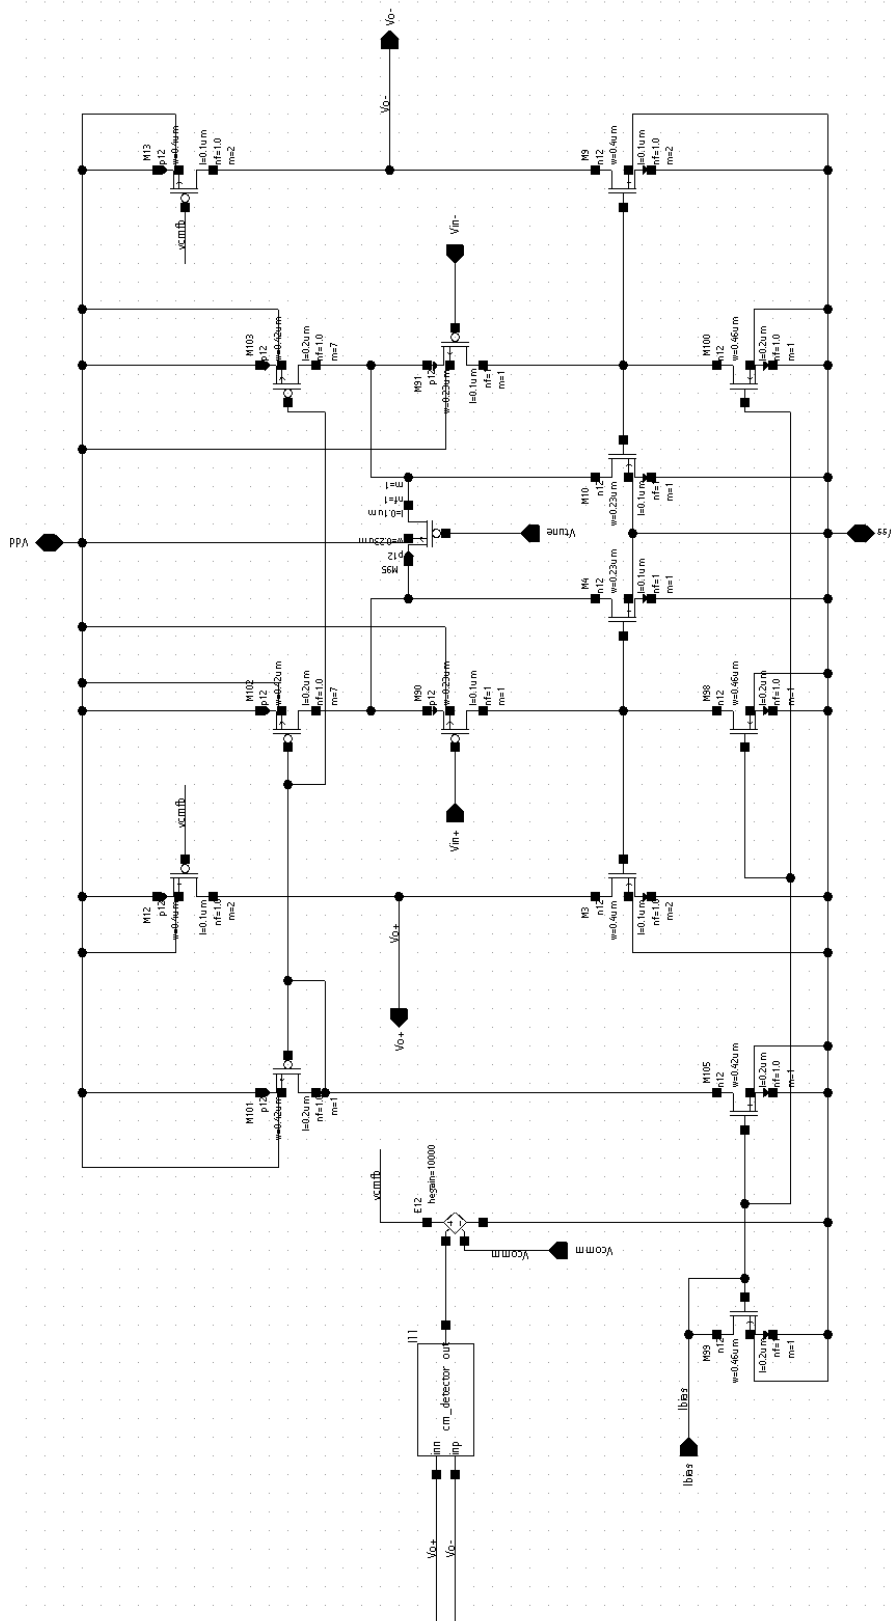 Vo-
Vo-
M13
p12
w=0.4um
l=0.1um
nf=1.0
m=2
vcmfb
M9
n12
w=0.4um
l=0.1um
nf=1.0
m=2
Vin-
M103
p12
w=0.42um
l=0.2um
nf=1.0
m=7
M91
p12
w=0.23um
l=0.1um
nf=1
m=1
M100
n12
w=0.46um
l=0.2um
nf=1.0
m=1
M10
n12
w=0.23um
l=0.1um
nf=1
m=1
M95
p12
w=0.23um
l=0.1um
nf=1
m=1
Vtune
Vdd
Vss
M4
n12
w=0.23um
l=0.1um
nf=1
m=1
M102
p12
w=0.42um
l=0.2um
nf=1.0
m=7
M90
p12
w=0.23um
l=0.1um
nf=1
m=1
M98
n12
w=0.46um
l=0.2um
nf=1.0
m=1
Vin+
vcmfb
M12
p12
w=0.4um
l=0.1um
nf=1.0
m=2
Vo+
Vo+
M3
n12
w=0.4um
l=0.1um
nf=1.0
m=2
M101
p12
w=0.42um
l=0.2um
nf=1.0
m=1
M105
n12
w=0.42um
l=0.2um
nf=1.0
m=1
vcmfb
E12
Vcomm
Vcomm
I11
cm_detector out
inn
inp
M99
n12
w=0.46um
l=0.2um
nf=1
m=1
Ibias
Ibias
Vo+
Vo-